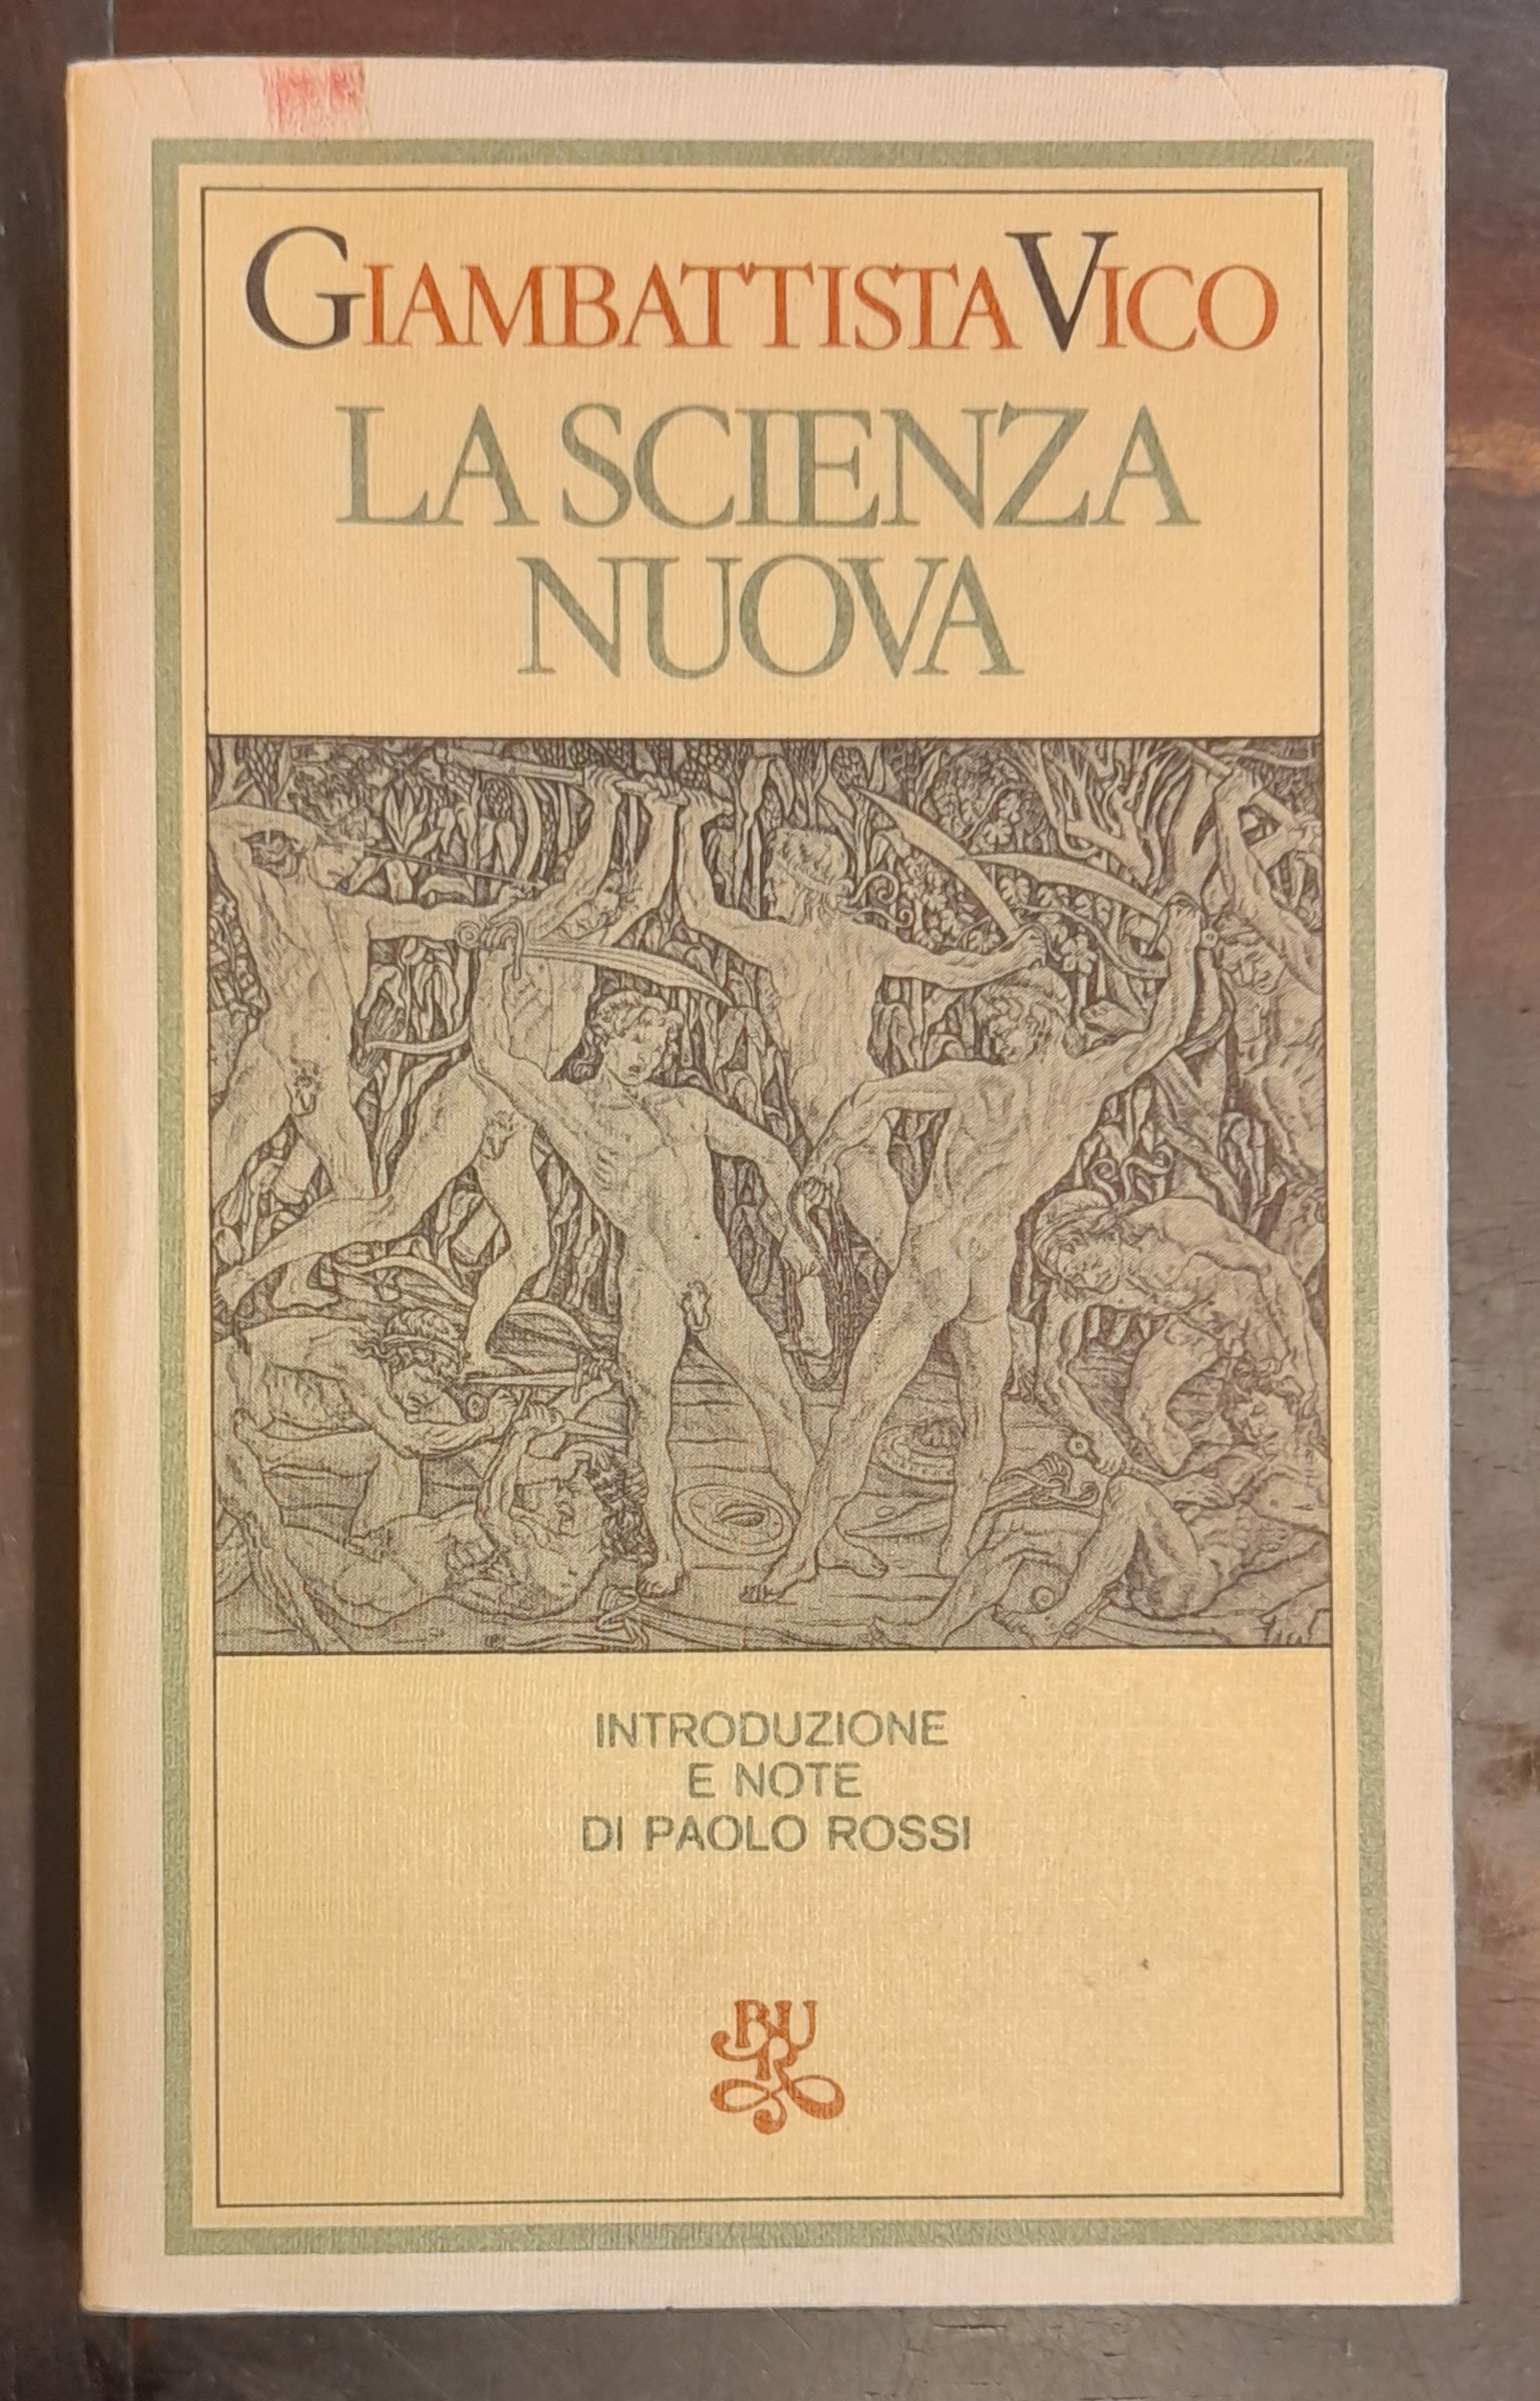 GIAMBATTISTA VICO
LA SCIENZA
NUOVA
INTRODUZIONE
E NOTE
DI PAOLO ROSSI
BUR